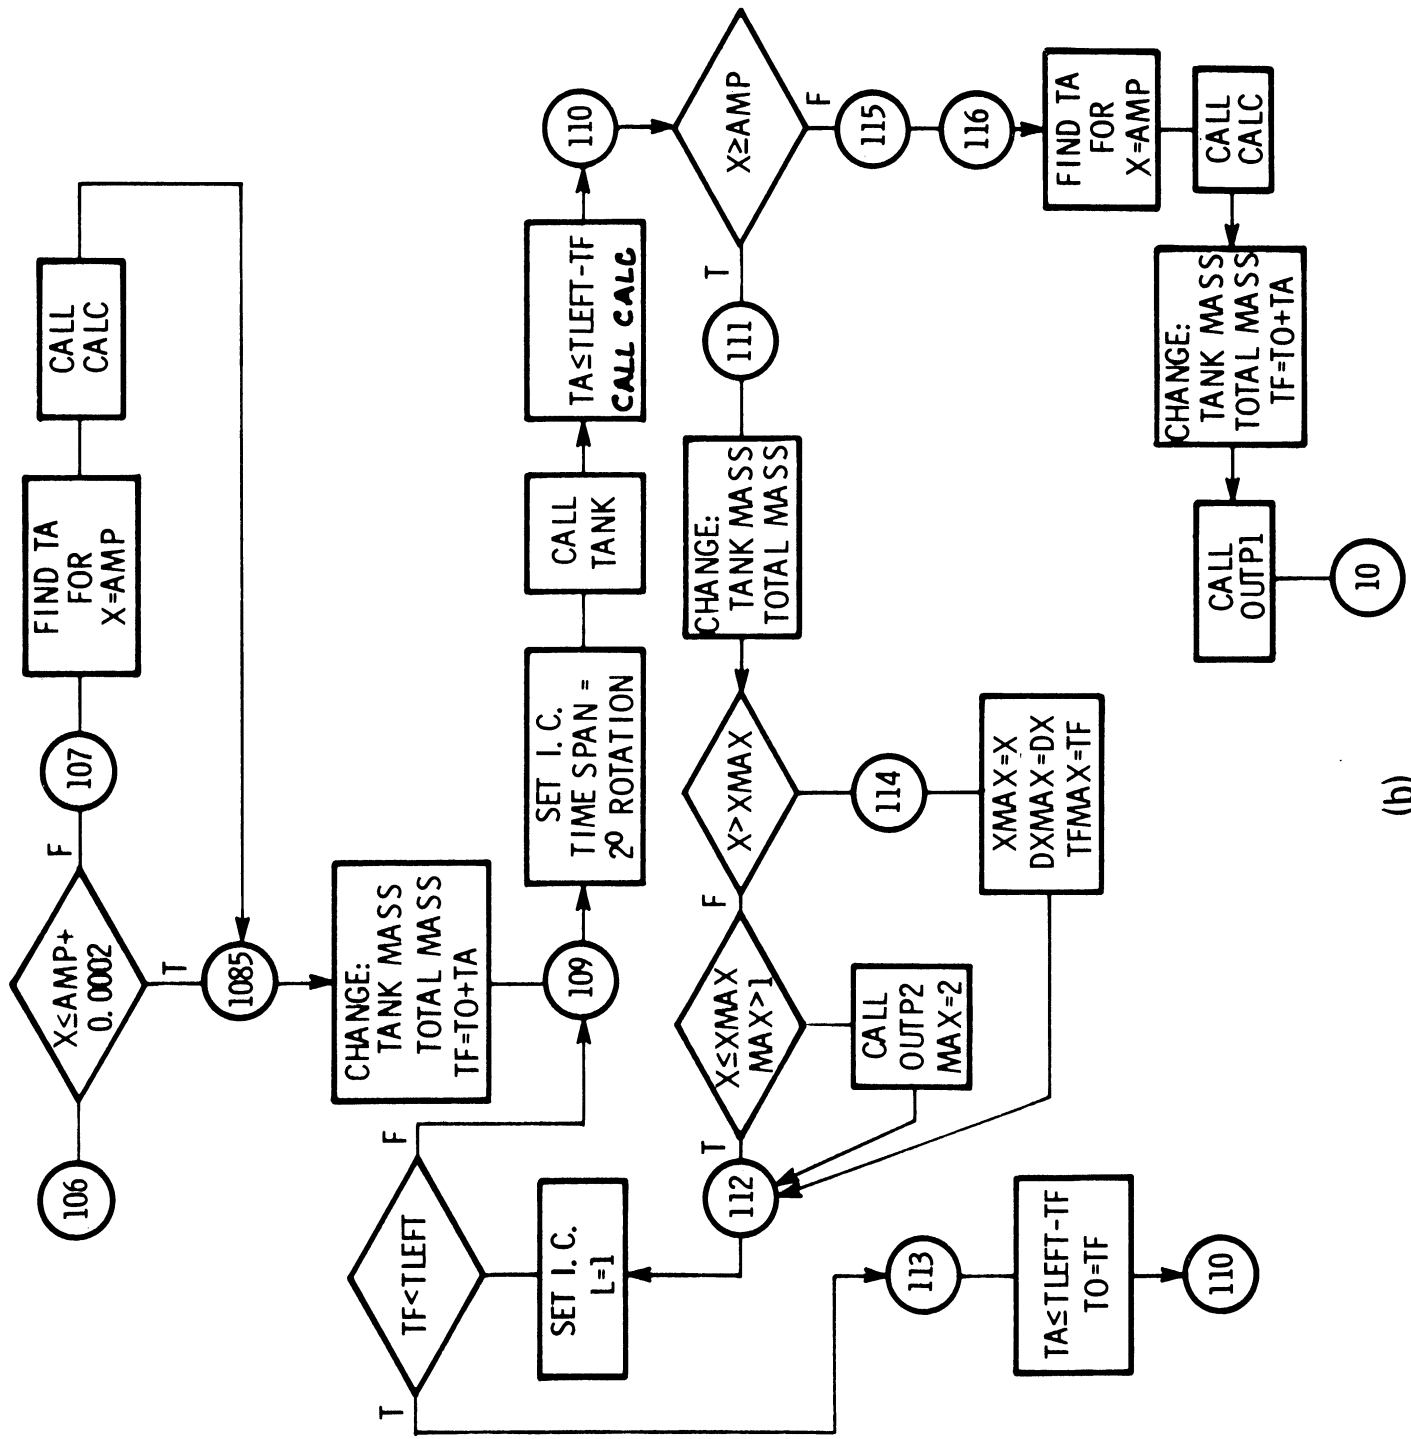 106
X≤AMP+
0.0002
F
107
FIND TA
FOR
X=AMP
CALL
CALC
T
1085
CHANGE:
TANK MASS
TOTAL MASS
TF=TO+TA
109
SET I.C.
TIME SPAN =
2º ROTATION
CALL
TANK
TA≤TLEFT-TF
CALL CALC
110
X≥AMP
T
F
111
CHANGE:
TANK MASS
TOTAL MASS
X>XMAX
F
114
XMAX=X
DXMAX=DX
TFMAX=TF
X≤XMAX
MAX>1
T
CALL
OUTP2
MAX=2
112
SET I.C.
L=1
TF<TLEFT
F
T
113
TA≤TLEFT-TF
TO=TF
110
115
116
FIND TA
FOR
X=AMP
CALL
CALC
CHANGE:
TANK MASS
TOTAL MASS
TF=TO+TA
CALL
OUTP1
10
(b)